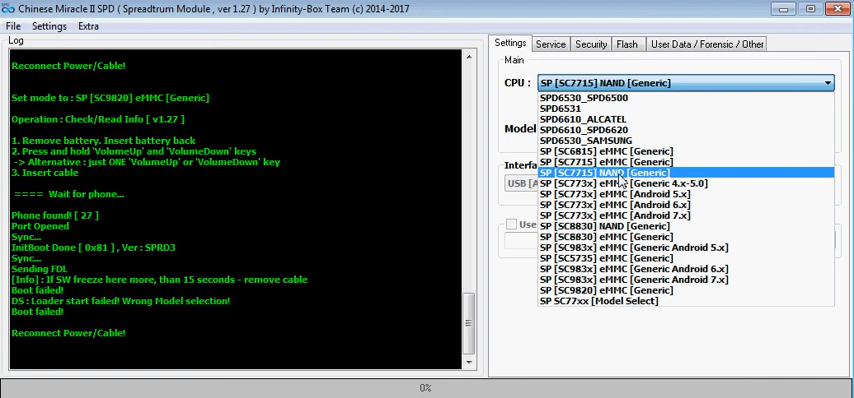 Chinese Miracle II SPD ( Spreadtrum Module , ver 1.27 ) by Infinity-Box Team (c) 2014-2017
File Settings Extra
Log
Reconnect Power/Cable!
Set mode to : SP [SC9820] eMMC [Generic]
Operation : Check/Read Info [ v1.27 ]
1. Remove battery. Insert battery back
2. Press and hold 'VolumeUp' and 'VolumeDown' keys
-> Alternative : just ONE 'VolumeUp' or 'VolumeDown' key
3. Insert cable
==== Wait for phone...
Phone found! [ 27 ]
Port Opened
Sync...
InitBoot Done [ 0x81 ] , Ver : SPRD3
Sync...
Sending FDL
[Info] : If SW freeze here more, than 15 seconds - remove cable
Boot failed!
DS : Loader start failed! Wrong Model selection!
Boot failed!
Reconnect Power/Cable!
Settings Service Security Flash User Data / Forensic / Other
Main
CPU : SP [SC7715] NAND [Generic]
SPD6530_SPD6500
SPD6531
SPD6610_ALCATEL
SPD6610_SPD6620
SPD6530_SAMSUNG
SP [SC6815] eMMC [Generic]
SP [SC7715] eMMC [Generic]
SP [SC7715] NAND [Generic]
SP [SC773x] eMMC [Generic 4.x-5.0]
SP [SC773x] eMMC [Android 5.x]
SP [SC773x] eMMC [Android 6.x]
SP [SC773x] eMMC [Android 7.x]
SP [SC8830] NAND [Generic]
SP [SC8830] eMMC [Generic]
SP [SC983x] eMMC [Generic Android 5.x]
SP [SC5735] eMMC [Generic]
SP [SC983x] eMMC [Generic Android 6.x]
SP [SC983x] eMMC [Generic Android 7.x]
SP [SC9820] eMMC [Generic]
SP SC77xx [Model Select]
Model
Interfa
USB [A
Use
0%